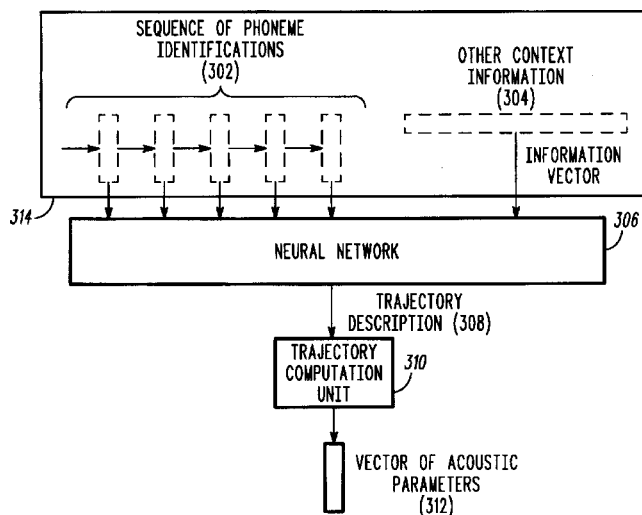 SEQUENCE OF PHONEME
IDENTIFICATIONS
(302)
OTHER CONTEXT
INFORMATION
(304)
INFORMATION
VECTOR
314
306
NEURAL NETWORK
TRAJECTORY
DESCRIPTION (308)
TRAJECTORY
COMPUTATION
UNIT
310
VECTOR OF ACOUSTIC
PARAMETERS
(312)